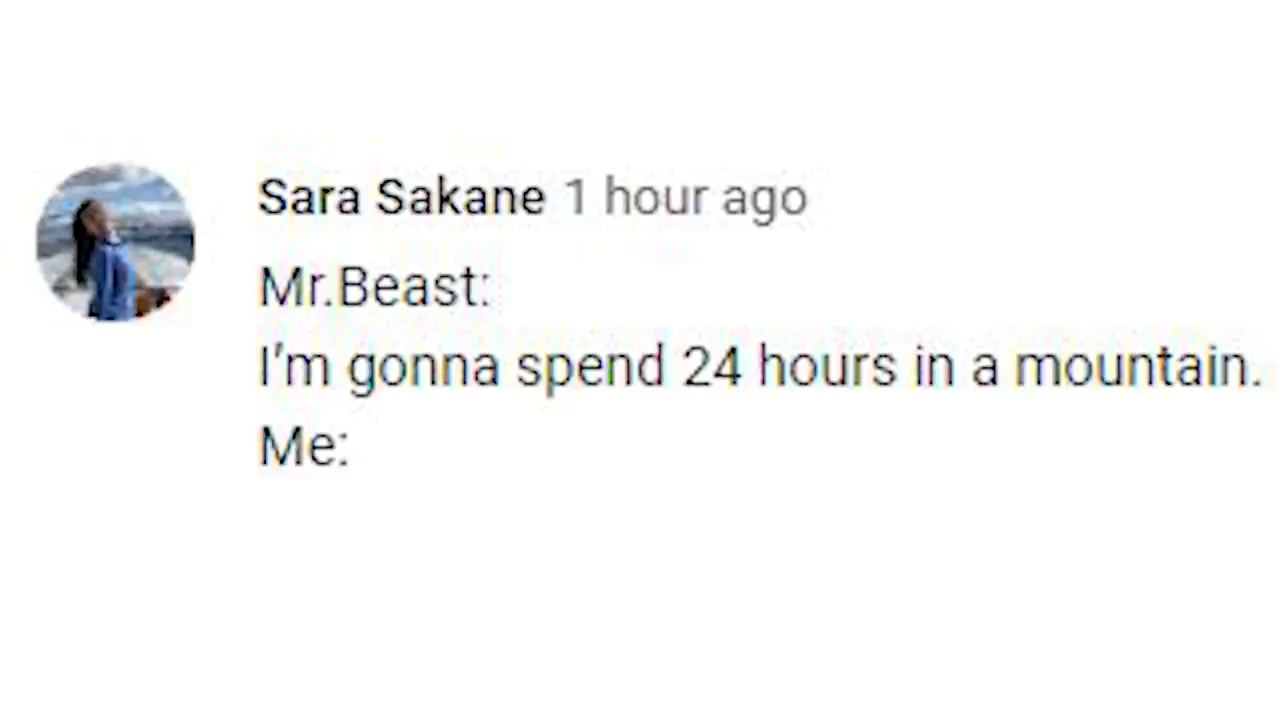 Sara Sakane 1 hour ago
Mr.Beast:
I'm gonna spend 24 hours in a mountain.
Me: